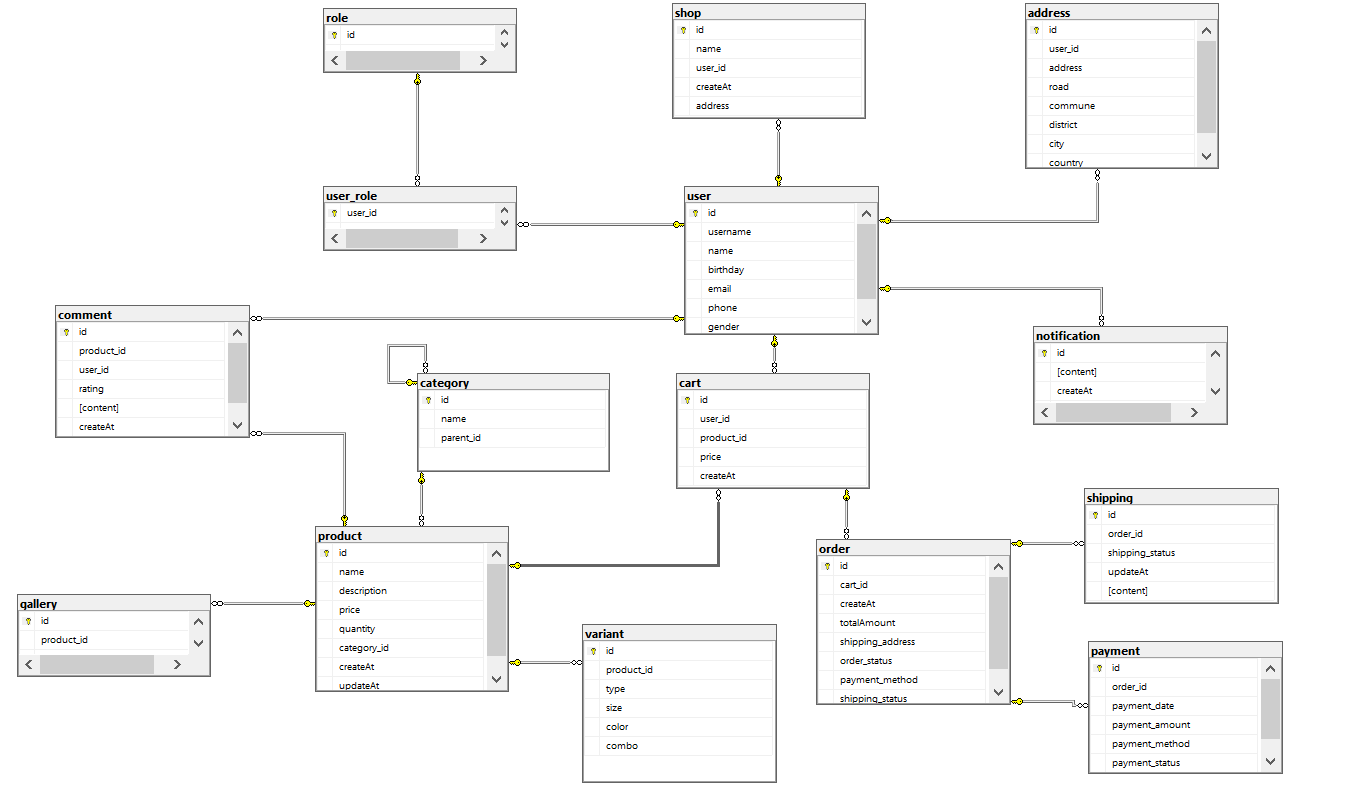 role
id
shop
id
name
user_id
createAt
address
address
id
user_id
address
road
commune
district
city
country
user_role
user_id
user
id
username
name
birthday
email
phone
gender
comment
id
product_id
user_id
rating
[content]
createAt
category
id
name
parent_id
cart
id
user_id
product_id
price
createAt
notification
id
[content]
createAt
product
id
name
description
price
quantity
category_id
createAt
updateAt
gallery
id
product_id
variant
id
product_id
type
size
color
combo
order
id
cart_id
createAt
totalAmount
shipping_address
order_status
payment_method
shipping_status
shipping
id
order_id
shipping_status
updateAt
[content]
payment
id
order_id
payment_date
payment_amount
payment_method
payment_status